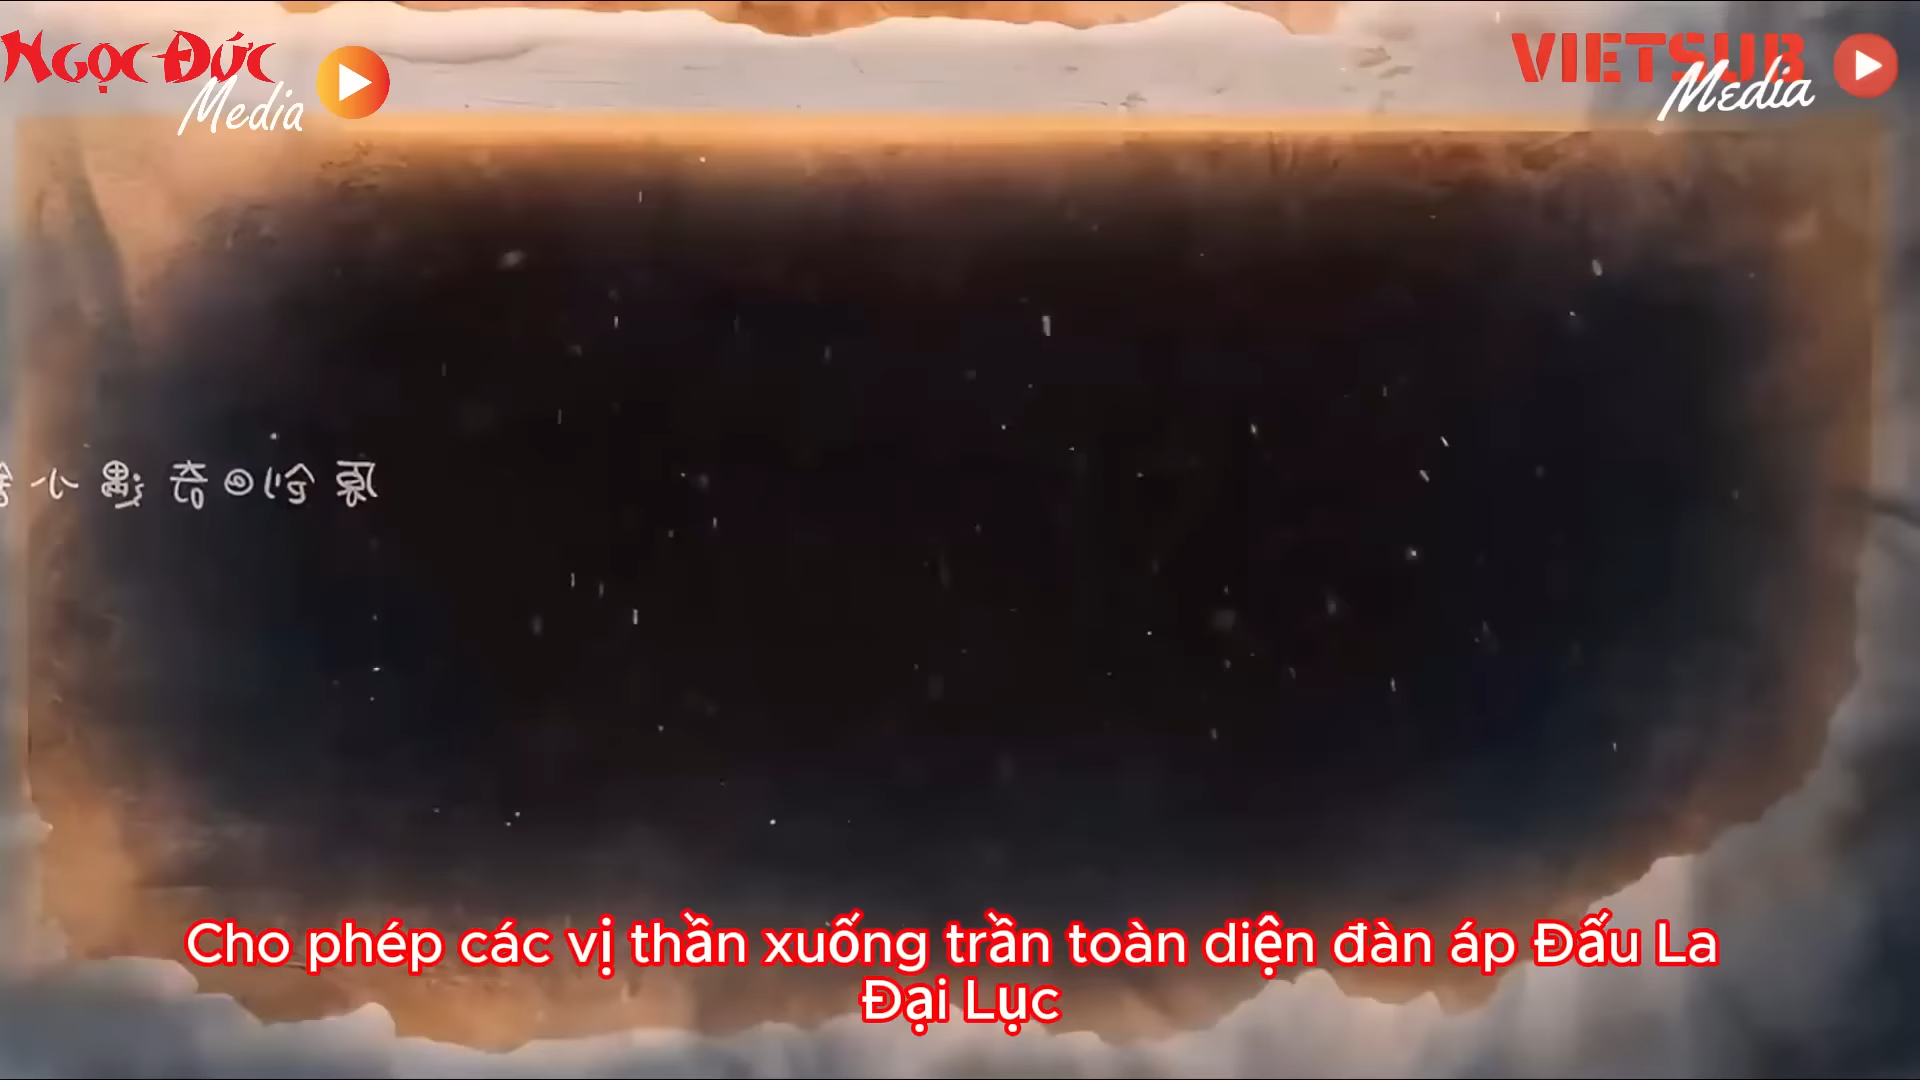 NGỌC ĐỨC
Media
VIETSUB
Media
Cho phép các vị thần xuống trần toàn diện đàn áp Đấu La
Đại Lục